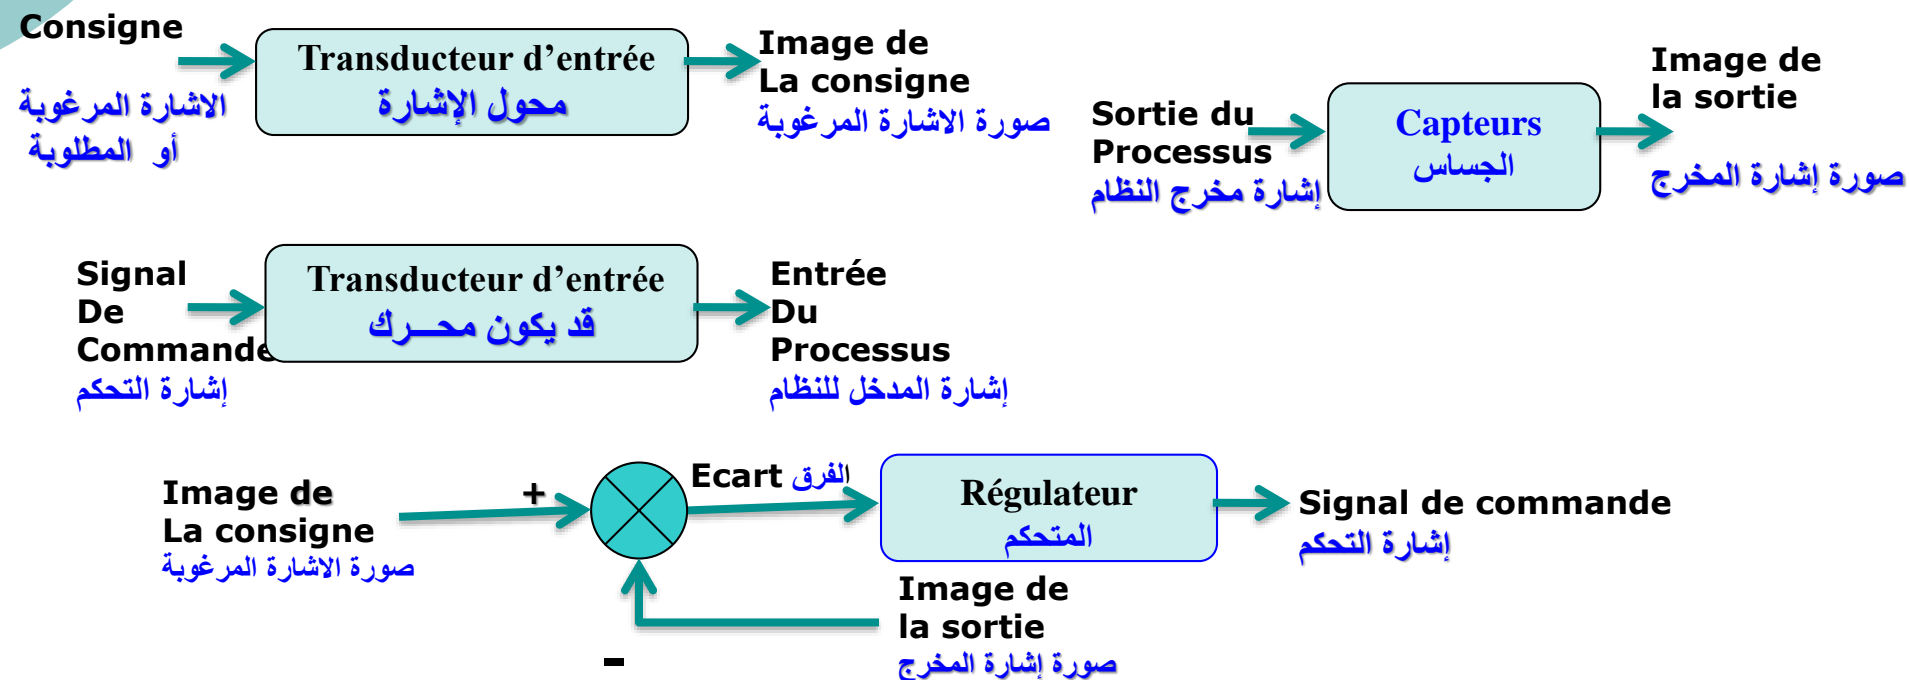 Consigne
الاشارة المرغوبة
أو المطلوبة
Transducteur d’entrée
محول الإشارة
Image de
La consigne
صورة الاشارة المرغوبة
Sortie du
Processus
إشارة مخرج النظام
Capteurs
الجساس
Image de
la sortie
صورة إشارة المخرج
Signal
De
Commande
إشارة التحكم
Transducteur d’entrée
قد يكون محـــرك
Entrée
Du
Processus
إشارة المدخل للنظام
Image de
La consigne
صورة الاشارة المرغوبة
+
Ecart الفرق
Régulateur
المتحكم
Signal de commande
إشارة التحكم
Image de
la sortie
صورة إشارة المخرج
-